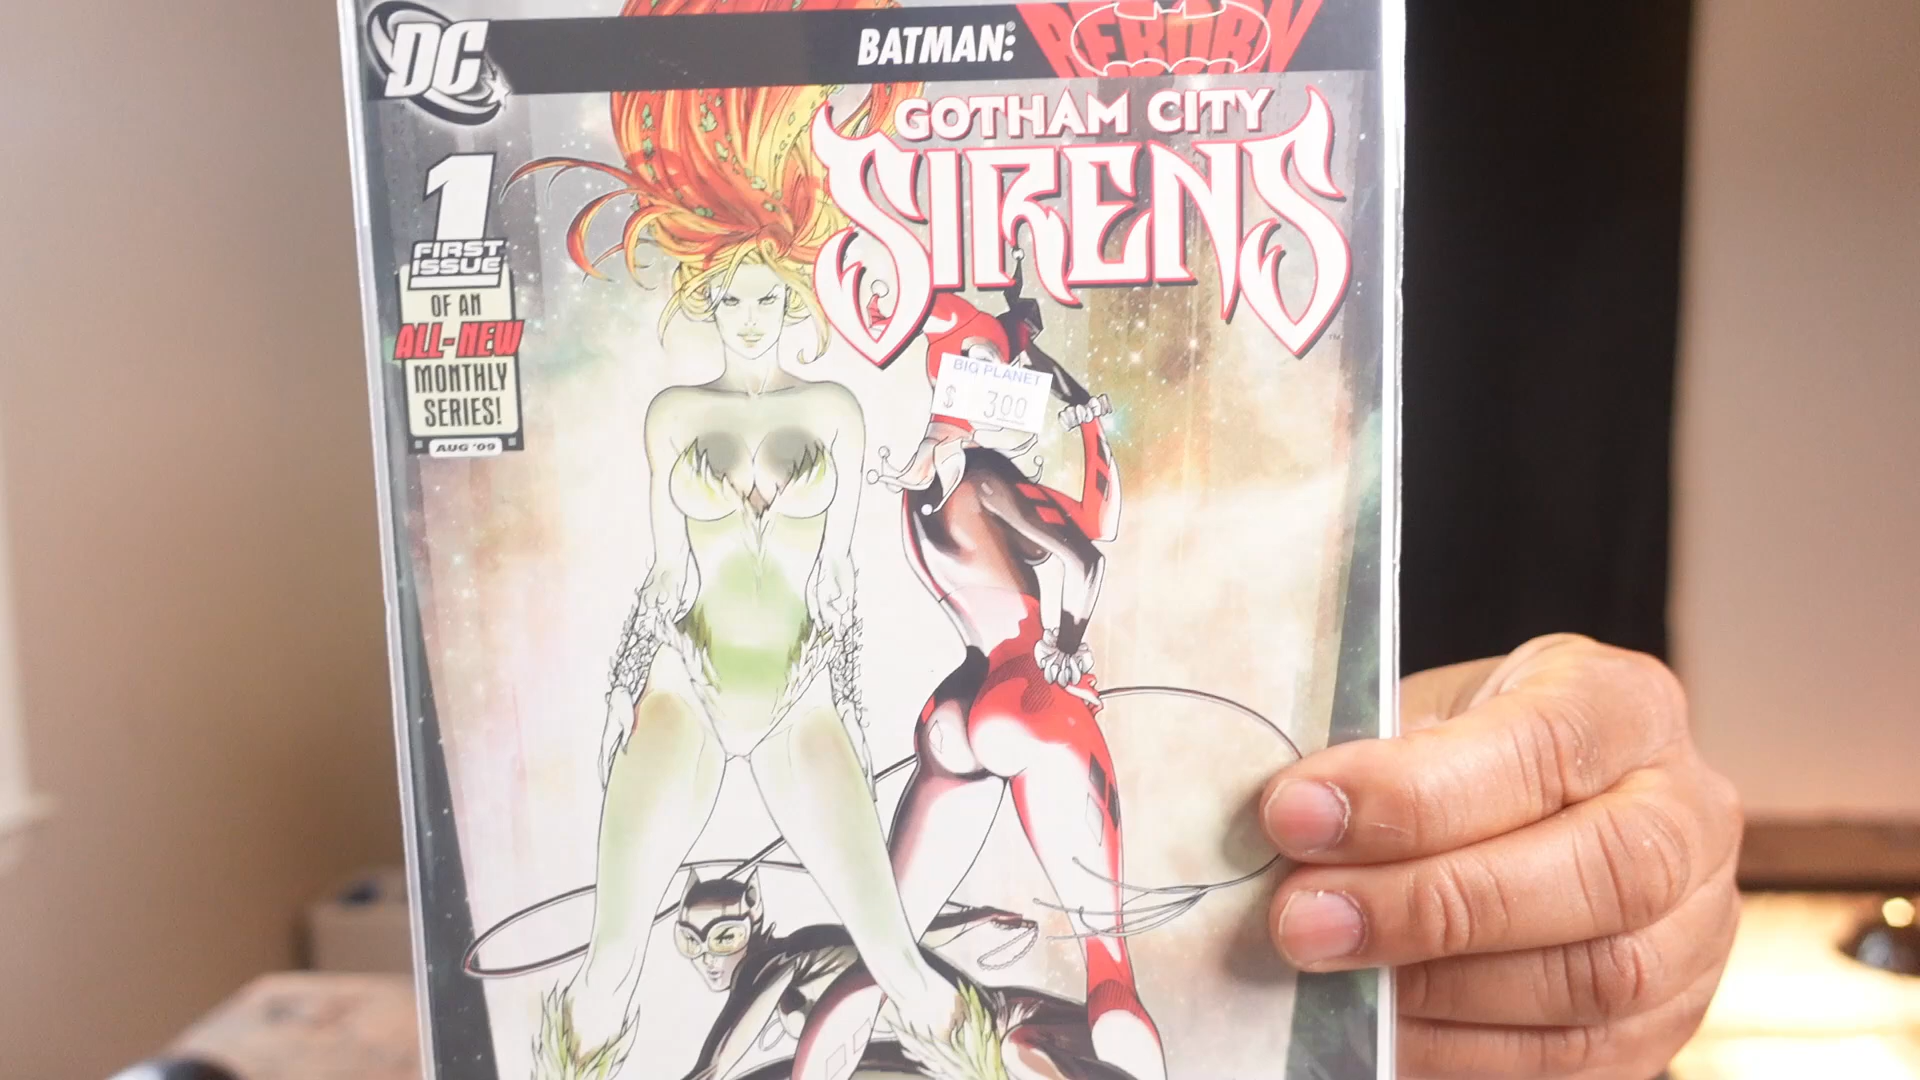 DC
BATMAN:
REBORN
GOTHAM CITY
SIRENS
1
FIRST
ISSUE
OF AN
ALL-NEW
MONTHLY
SERIES!
AUG '09
BIG PLANET
$ 3.00
TM